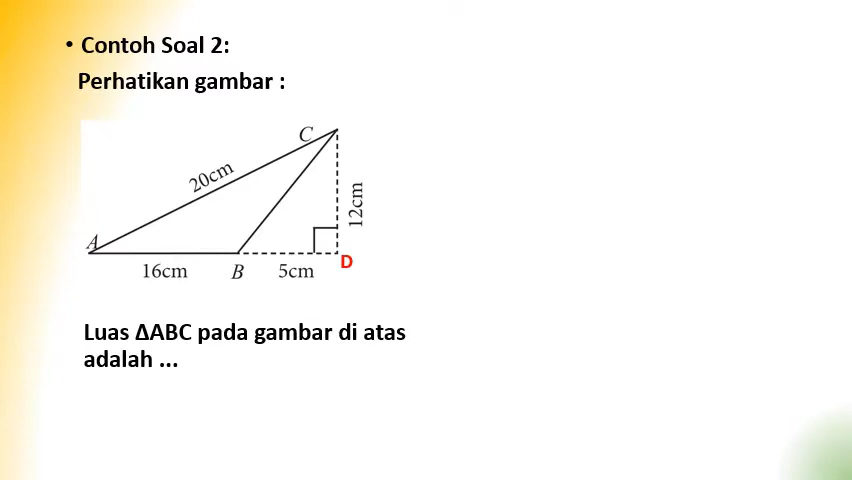 • Contoh Soal 2:
Perhatikan gambar :
C
20cm
12cm
A
16cm
B
5cm
D
Luas ΔABC pada gambar di atas
adalah ...